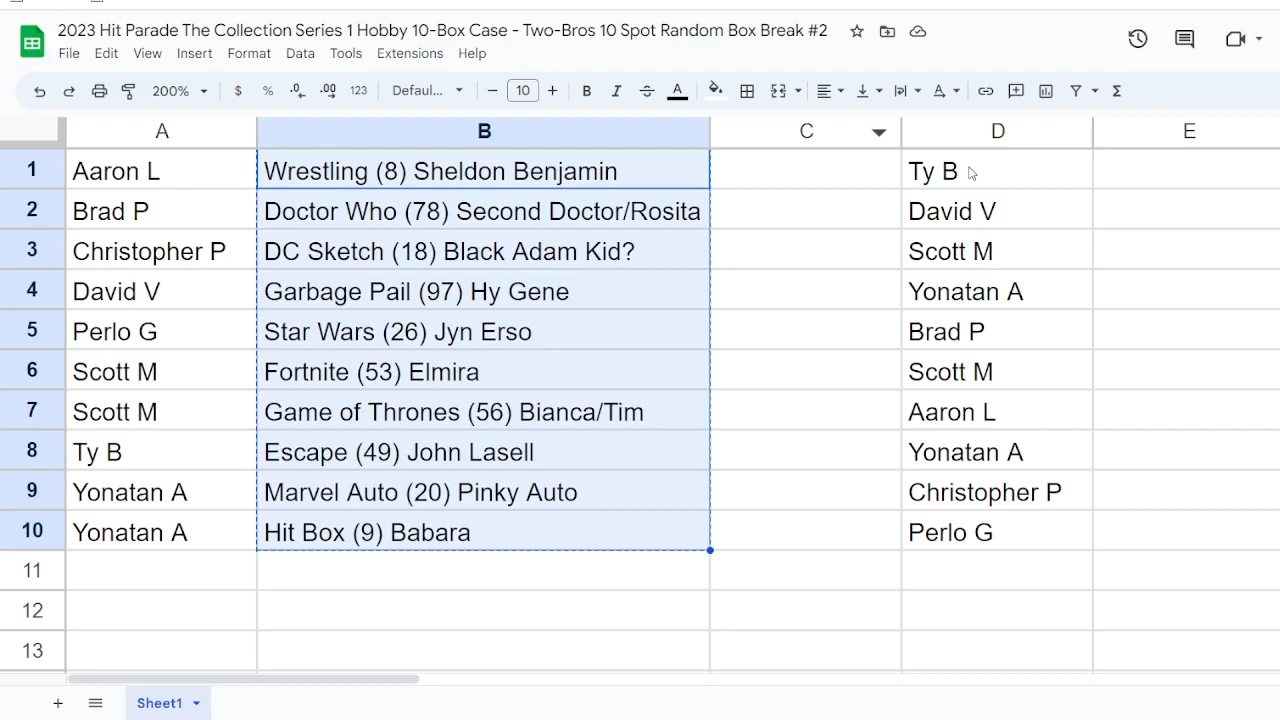 2023 Hit Parade The Collection Series 1 Hobby 10-Box Case - Two-Bros 10 Spot Random Box Break #2
File Edit View Insert Format Data Tools Extensions Help
200% $ % .0 .00 123 Defaul... 10 B I A A Σ
A B C D E
1 Aaron L Wrestling (8) Sheldon Benjamin Ty B
2 Brad P Doctor Who (78) Second Doctor/Rosita David V
3 Christopher P DC Sketch (18) Black Adam Kid? Scott M
4 David V Garbage Pail (97) Hy Gene Yonatan A
5 Perlo G Star Wars (26) Jyn Erso Brad P
6 Scott M Fortnite (53) Elmira Scott M
7 Scott M Game of Thrones (56) Bianca/Tim Aaron L
8 Ty B Escape (49) John Lasell Yonatan A
9 Yonatan A Marvel Auto (20) Pinky Auto Christopher P
10 Yonatan A Hit Box (9) Babara Perlo G
11
12
13
Sheet1